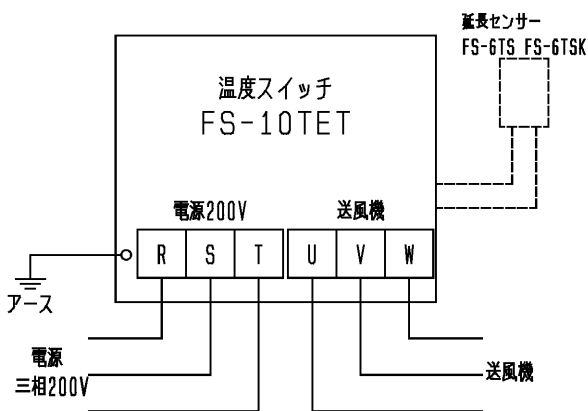 延長センサー
FS-6TS FS-6TSK
温度スイッチ
FS-10TET
電源200V
送風機
R S T U V W
アース
電源
三相200V
送風機